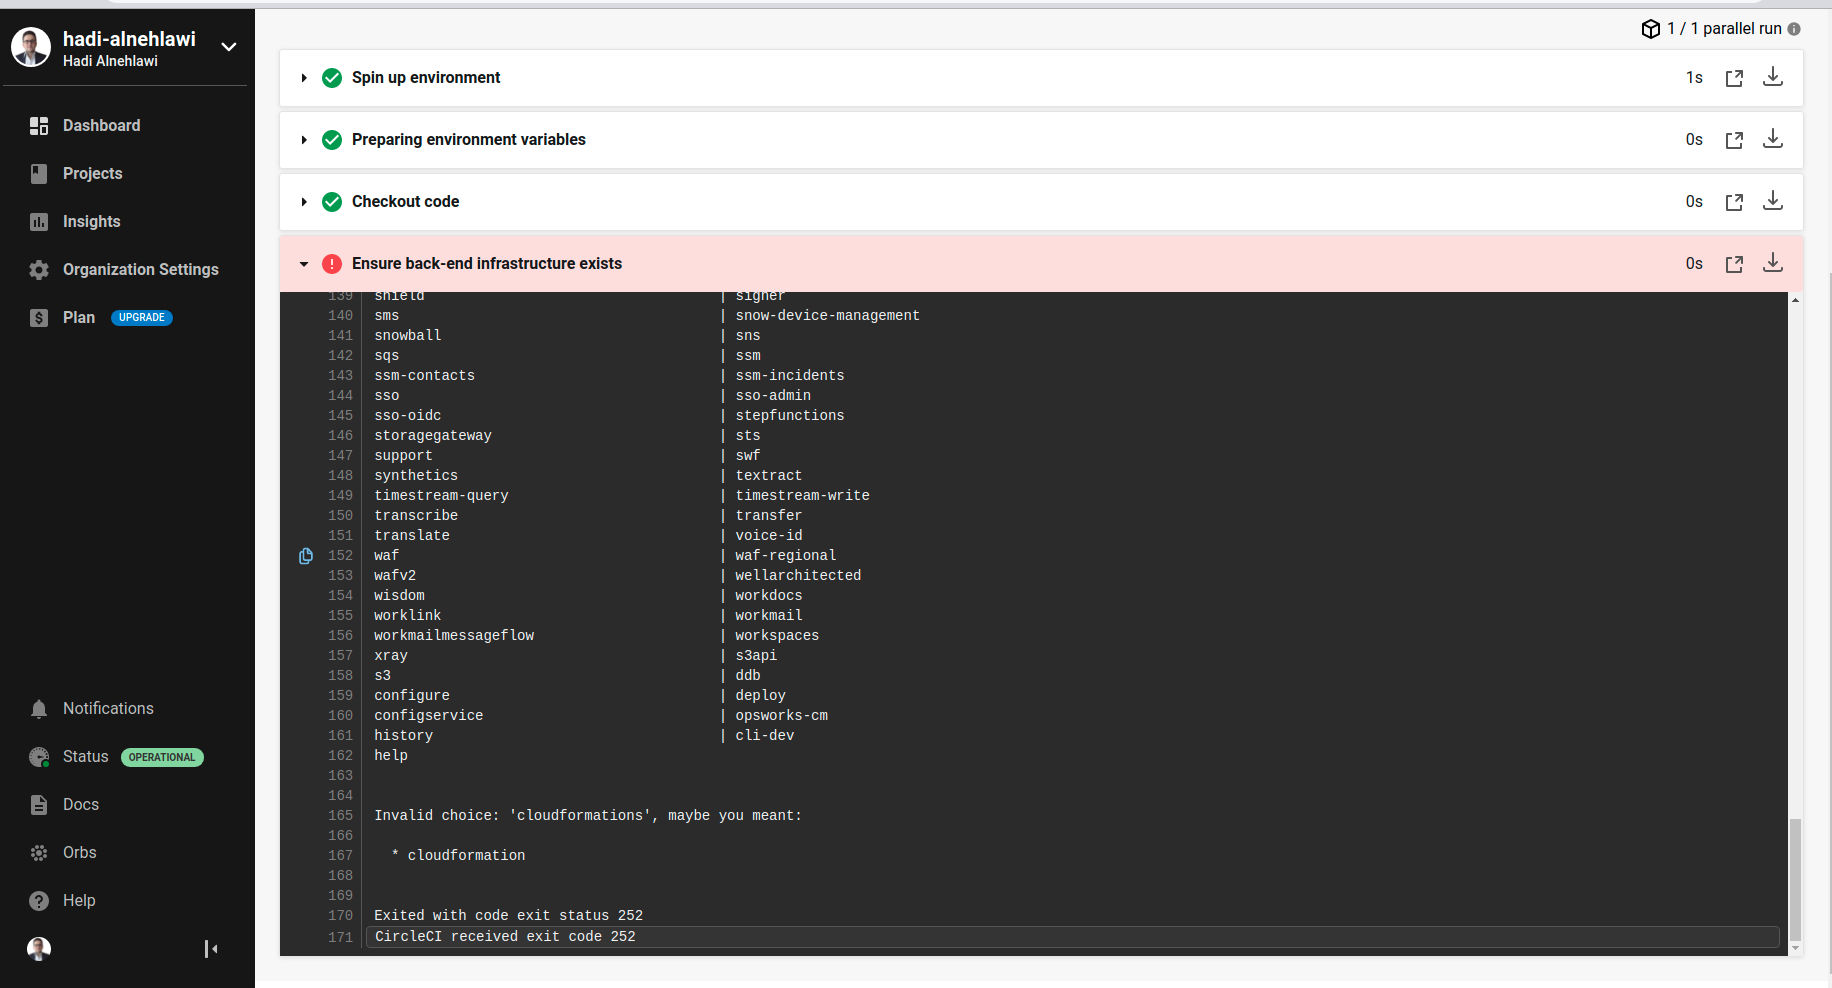 hadi-alnehlawi
Hadi Alnehlawi
Dashboard
Projects
Insights
Organization Settings
Plan UPGRADE
Notifications
Status OPERATIONAL
Docs
Orbs
Help
1 / 1 parallel run
Spin up environment 1s
Preparing environment variables 0s
Checkout code 0s
Ensure back-end infrastructure exists 0s
139 shield | signer
140 sms | snow-device-management
141 snowball | sns
142 sqs | ssm
143 ssm-contacts | ssm-incidents
144 sso | sso-admin
145 sso-oidc | stepfunctions
146 storagegateway | sts
147 support | swf
148 synthetics | textract
149 timestream-query | timestream-write
150 transcribe | transfer
151 translate | voice-id
152 waf | waf-regional
153 wafv2 | wellarchitected
154 wisdom | workdocs
155 worklink | workmail
156 workmailmessageflow | workspaces
157 xray | s3api
158 s3 | ddb
159 configure | deploy
160 configservice | opsworks-cm
161 history | cli-dev
162 help
163
164
165 Invalid choice: 'cloudformations', maybe you meant:
166
167 * cloudformation
168
169
170 Exited with code exit status 252
171 CircleCI received exit code 252